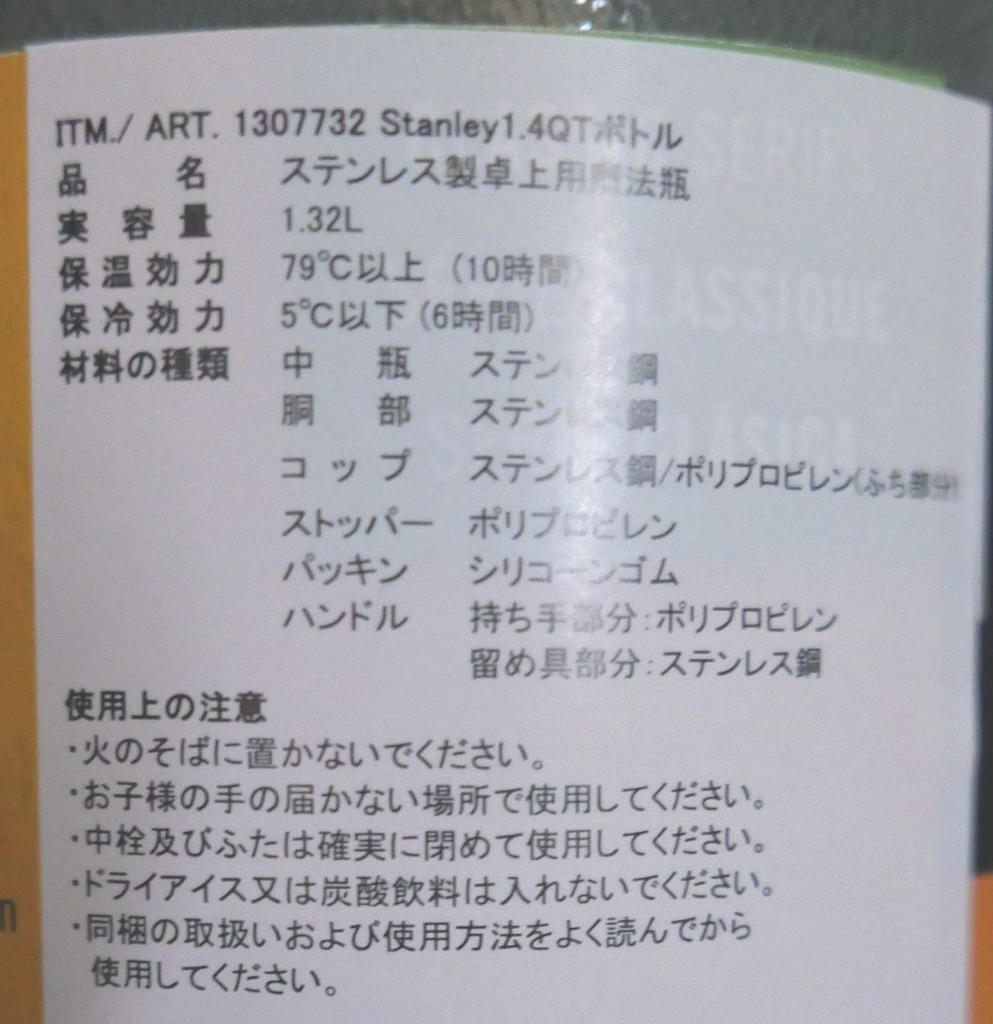 ITM./ ART. 1307732 Stanley1.4QTボトル
品名 ステンレス製卓上用魔法瓶
実容量 1.32L
保温効力 79℃以上 (10時間)
保冷効力 5℃以下 (6時間)
材料の種類 中瓶 ステンレス鋼
胴部 ステンレス鋼
コップ ステンレス鋼/ポリプロピレン(ふち部分)
ストッパー ポリプロピレン
パッキン シリコーンゴム
ハンドル 持ち手部分:ポリプロピレン
留め具部分:ステンレス鋼
使用上の注意
・火のそばに置かないでください。
・お子様の手の届かない場所で使用してください。
・中栓及びふたは確実に閉めて使用してください。
・ドライアイス又は炭酸飲料は入れないでください。
・同梱の取扱いおよび使用方法をよく読んでから
使用してください。